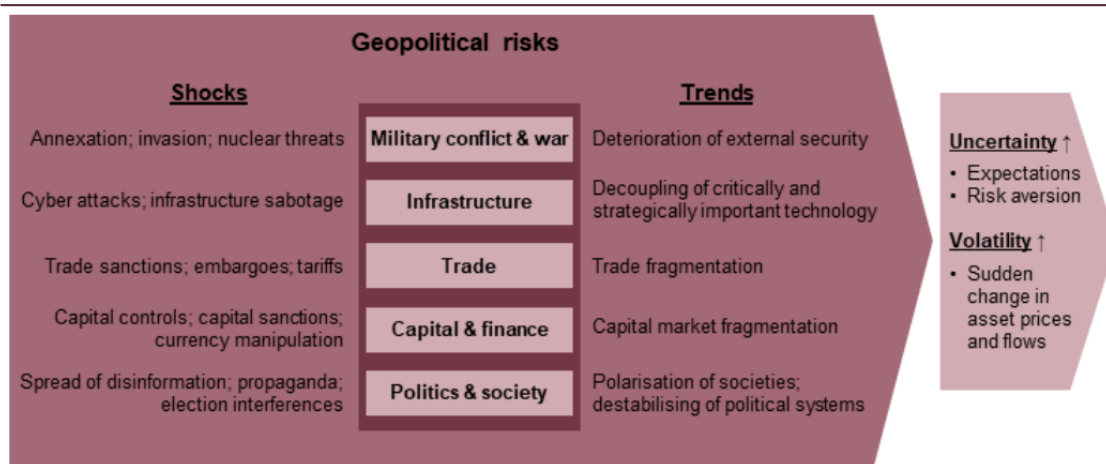 Geopolitical risks
Shocks
Trends
Annexation; invasion; nuclear threats
Military conflict & war
Deterioration of external security
Cyber attacks; infrastructure sabotage
Infrastructure
Decoupling of critically and
strategically important technology
Trade sanctions; embargoes; tariffs
Trade
Trade fragmentation
Capital controls; capital sanctions;
currency manipulation
Capital & finance
Capital market fragmentation
Spread of disinformation; propaganda;
election interferences
Politics & society
Polarisation of societies;
destabilising of political systems
Uncertainty ↑
• Expectations
• Risk aversion
Volatility ↑
• Sudden
change in
asset prices
and flows